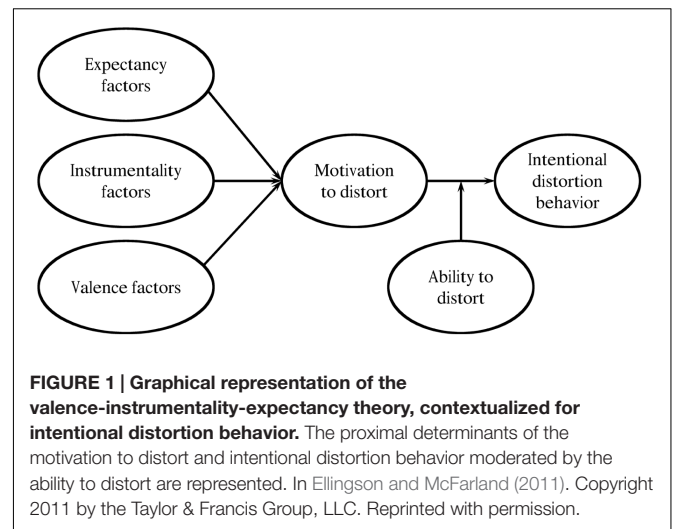 Expectancy
factors
Instrumentality
factors
Valence factors
Motivation
to distort
Intentional
distortion
behavior
Ability to
distort
FIGURE 1 | Graphical representation of the
valence-instrumentality-expectancy theory, contextualized for
intentional distortion behavior. The proximal determinants of the
motivation to distort and intentional distortion behavior moderated by the
ability to distort are represented. In Ellingson and McFarland (2011). Copyright
2011 by the Taylor & Francis Group, LLC. Reprinted with permission.